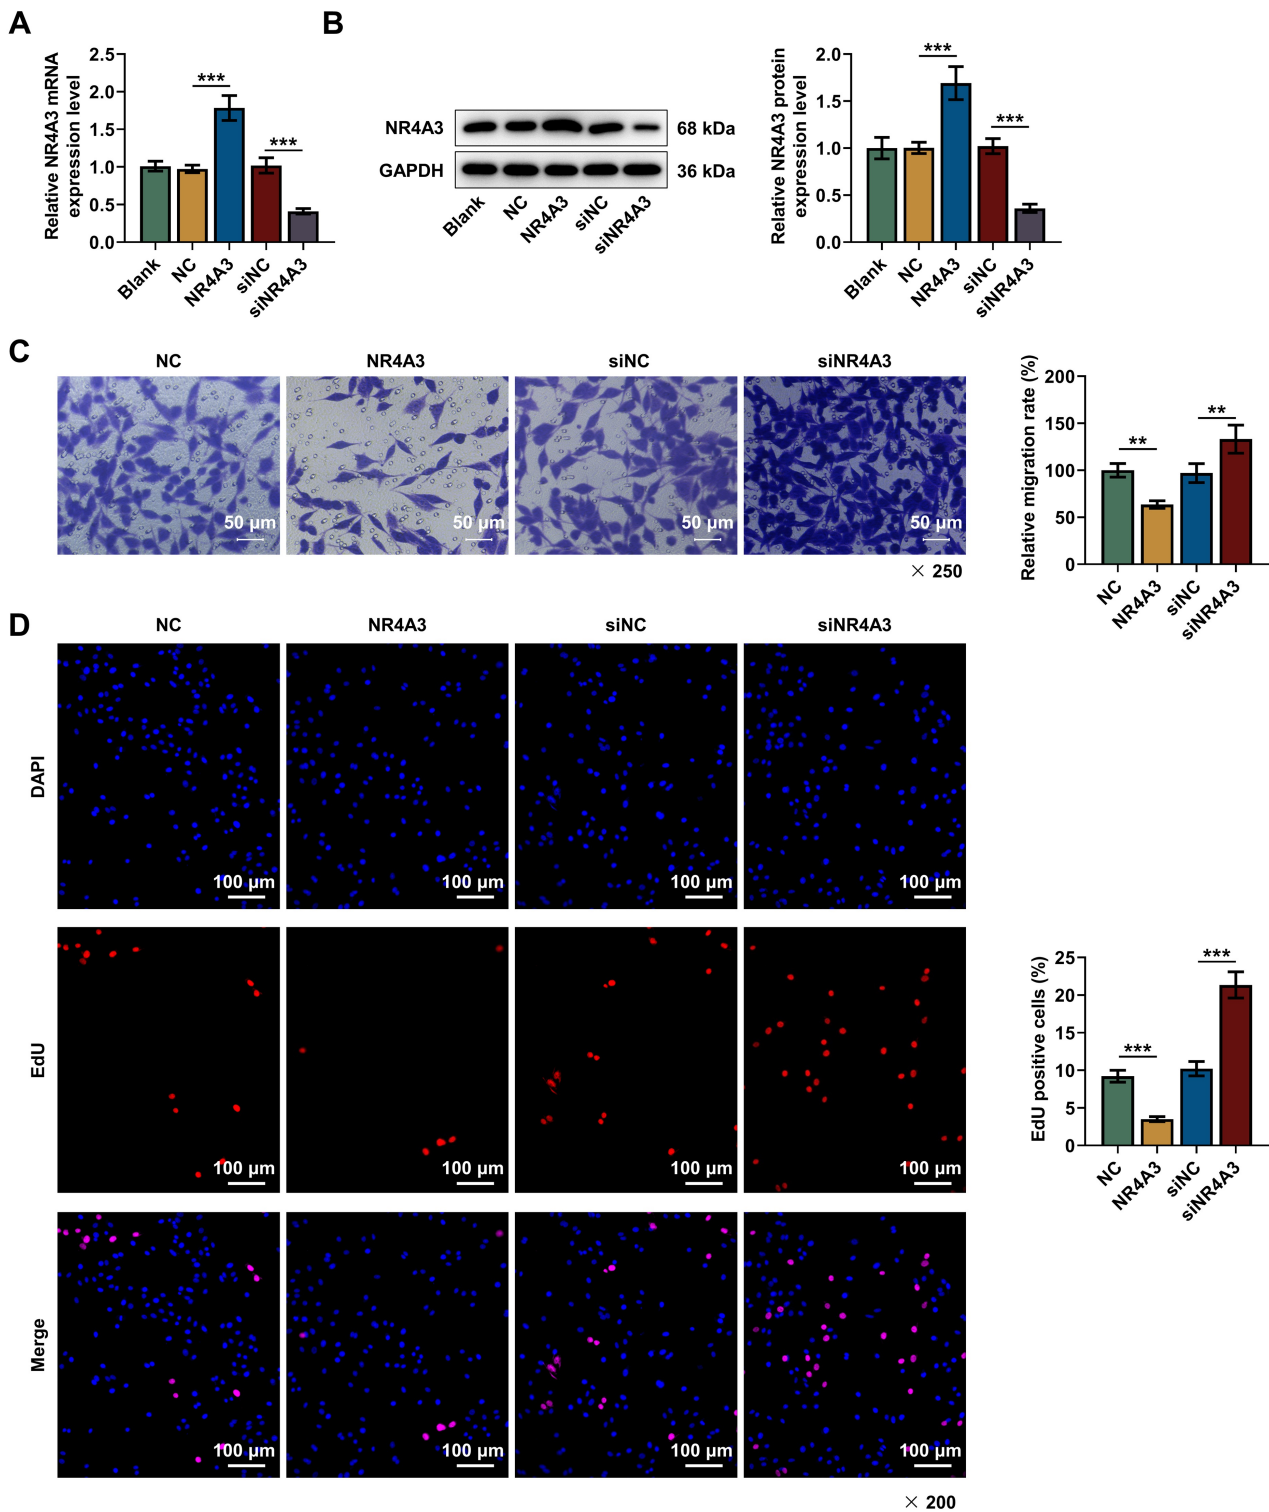 A
Relative NR4A3 mRNA
expression level
2.5
2.0
1.5
1.0
0.5
0.0
***
***
Blank
NC
NR4A3
siNC
siNR4A3
B
NR4A3
68 kDa
GAPDH
36 kDa
Blank
NC
NR4A3
siNC
siNR4A3
Relative NR4A3 protein
expression level
2.0
1.5
1.0
0.5
0.0
***
***
Blank
NC
NR4A3
siNC
siNR4A3
C
NC
NR4A3
siNC
siNR4A3
50 µm
50 µm
50 µm
50 µm
× 250
Relative migration rate (%)
200
150
100
50
0
**
**
NC
NR4A3
siNC
siNR4A3
D
NC
NR4A3
siNC
siNR4A3
DAPI
100 µm
100 µm
100 µm
100 µm
EdU
100 µm
100 µm
100 µm
100 µm
Merge
100 µm
100 µm
100 µm
100 µm
× 200
EdU positive cells (%)
25
20
15
10
5
0
***
***
NC
NR4A3
siNC
siNR4A3